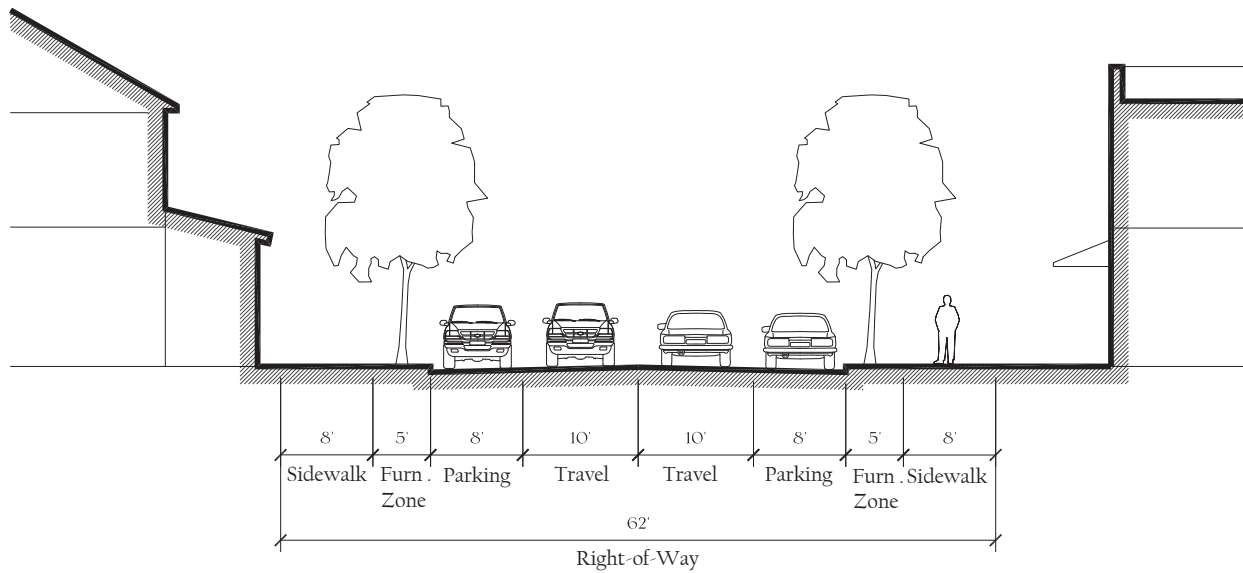 8' 5' 8' 10' 10' 8' 5' 8'
Sidewalk Furn . Parking Travel Travel Parking Furn . Sidewalk
Zone Zone
62'
Right-of-Way